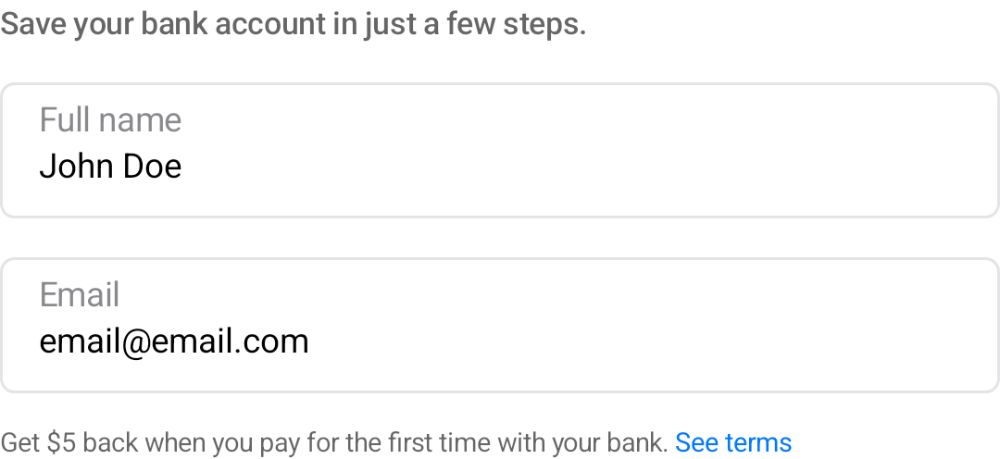 Save your bank account in just a few steps.
Full name
John Doe
Email
email@email.com
Get $5 back when you pay for the first time with your bank. See terms